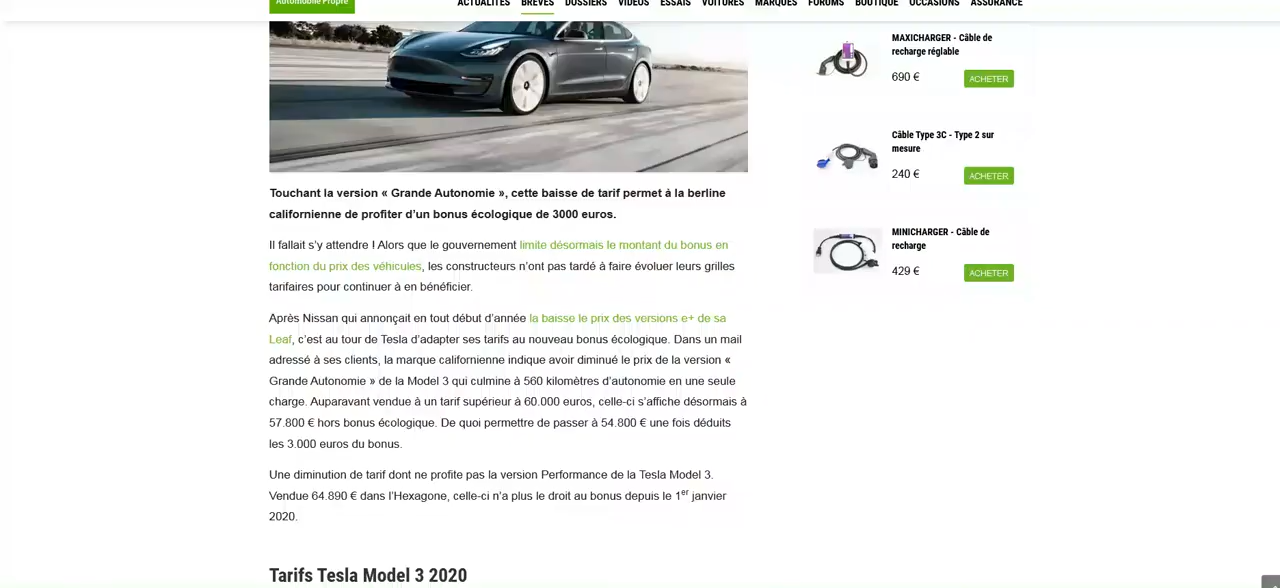 Automobile Propre
ACTUALITÉS BRÈVES DOSSIERS VIDÉOS ESSAIS VOITURES MARQUES FORUMS BOUTIQUE OCCASIONS ASSURANCE
Touchant la version « Grande Autonomie », cette baisse de tarif permet à la berline
californienne de profiter d’un bonus écologique de 3000 euros.
Il fallait s’y attendre ! Alors que le gouvernement limite désormais le montant du bonus en
fonction du prix des véhicules, les constructeurs n’ont pas tardé à faire évoluer leurs grilles
tarifaires pour continuer à en bénéficier.
Après Nissan qui annonçait en tout début d’année la baisse le prix des versions e+ de sa
Leaf, c’est au tour de Tesla d’adapter ses tarifs au nouveau bonus écologique. Dans un mail
adressé à ses clients, la marque californienne indique avoir diminué le prix de la version «
Grande Autonomie » de la Model 3 qui culmine à 560 kilomètres d’autonomie en une seule
charge. Auparavant vendue à un tarif supérieur à 60.000 euros, celle-ci s’affiche désormais à
57.800 € hors bonus écologique. De quoi permettre de passer à 54.800 € une fois déduits
les 3.000 euros du bonus.
Une diminution de tarif dont ne profite pas la version Performance de la Tesla Model 3.
Vendue 64.890 € dans l’Hexagone, celle-ci n’a plus le droit au bonus depuis le 1er janvier
2020.
Tarifs Tesla Model 3 2020
MAXICHARGER - Câble de
recharge réglable
690 €
ACHETER
Câble Type 3C - Type 2 sur
mesure
240 €
ACHETER
MINICHARGER - Câble de
recharge
429 €
ACHETER